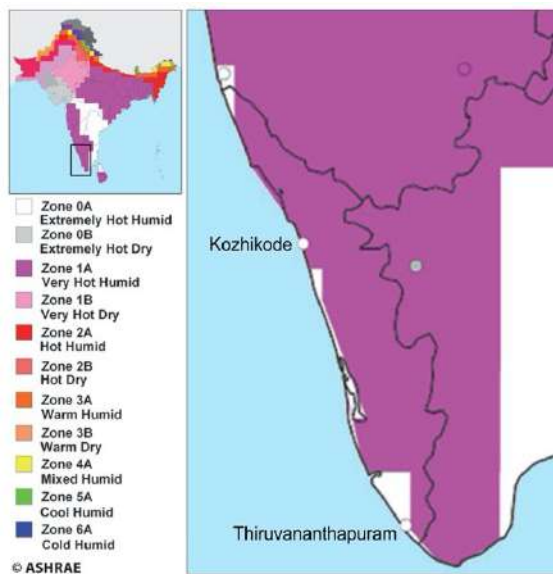 Zone 0A
Extremely Hot Humid
Zone 0B
Extremely Hot Dry
Zone 1A
Very Hot Humid
Zone 1B
Very Hot Dry
Zone 2A
Hot Humid
Zone 2B
Hot Dry
Zone 3A
Warm Humid
Zone 3B
Warm Dry
Zone 4A
Mixed Humid
Zone 5A
Cool Humid
Zone 6A
Cold Humid
© ASHRAE
Kozhikode
Thiruvananthapuram